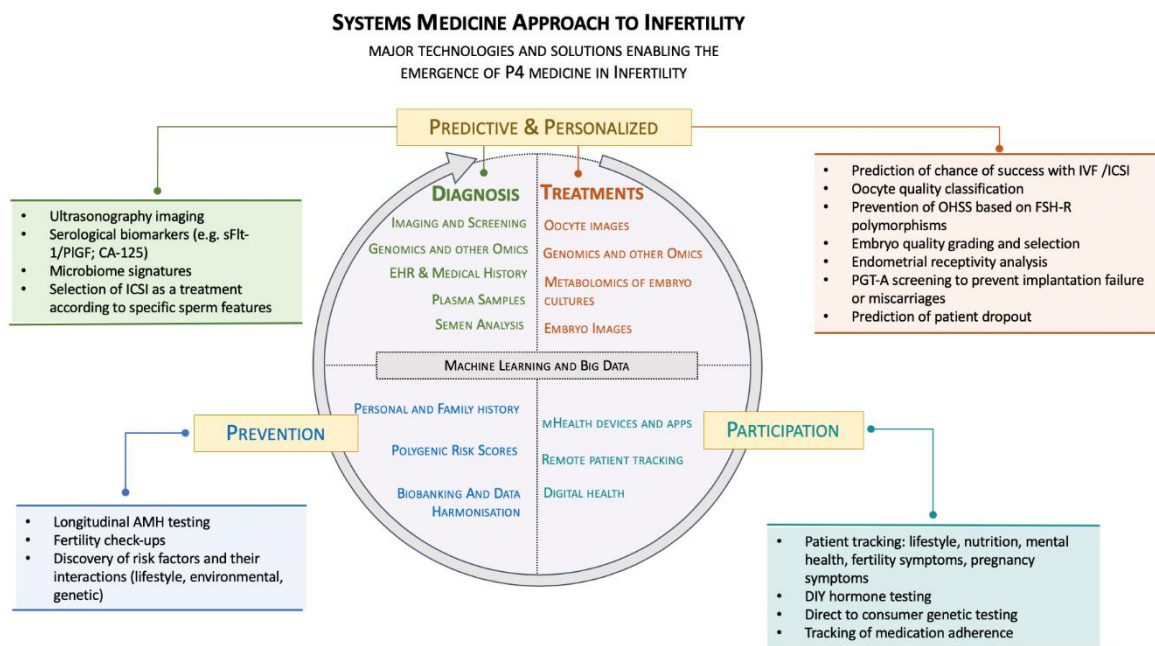 SYSTEMS MEDICINE APPROACH TO INFERTILITY
MAJOR TECHNOLOGIES AND SOLUTIONS ENABLING THE
EMERGENCE OF P4 MEDICINE IN INFERTILITY
PREDICTIVE & PERSONALIZED
• Ultrasonography imaging
• Serological biomarkers (e.g. sFlt-
1/PlGF; CA-125)
• Microbiome signatures
• Selection of ICSI as a treatment
according to specific sperm features
DIAGNOSIS
IMAGING AND SCREENING
GENOMICS AND OTHER OMICS
EHR & MEDICAL HISTORY
PLASMA SAMPLES
SEMEN ANALYSIS
TREATMENTS
OOCYTE IMAGES
GENOMICS AND OTHER OMICS
METABOLOMICS OF EMBRYO
CULTURES
EMBRYO IMAGES
• Prediction of chance of success with IVF /ICSI
• Oocyte quality classification
• Prevention of OHSS based on FSH-R
polymorphisms
• Embryo quality grading and selection
• Endometrial receptivity analysis
• PGT-A screening to prevent implantation failure
or miscarriages
• Prediction of patient dropout
MACHINE LEARNING AND BIG DATA
PREVENTION
PERSONAL AND FAMILY HISTORY
POLYGENIC RISK SCORES
BIOBANKING AND DATA
HARMONISATION
MHEALTH DEVICES AND APPS
REMOTE PATIENT TRACKING
DIGITAL HEALTH
PARTICIPATION
• Longitudinal AMH testing
• Fertility check-ups
• Discovery of risk factors and their
interactions (lifestyle, environmental,
genetic)
• Patient tracking: lifestyle, nutrition, mental
health, fertility symptoms, pregnancy
symptoms
• DIY hormone testing
• Direct to consumer genetic testing
• Tracking of medication adherence